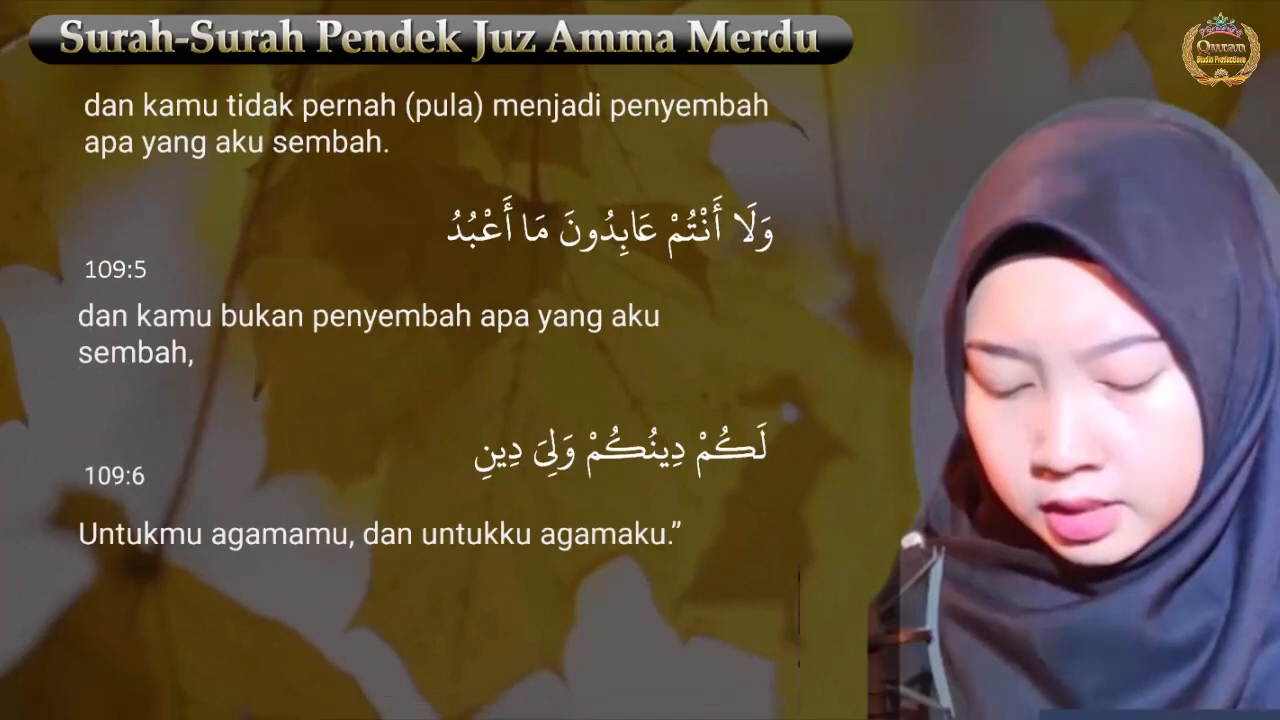 Surah-Surah Pendek Juz Amma Merdu
Quran
Studio Productions
dan kamu tidak pernah (pula) menjadi penyembah
apa yang aku sembah.
وَلَا أَنْتُمْ عَابِدُونَ مَا أَعْبُدُ
109:5
dan kamu bukan penyembah apa yang aku
sembah,
لَكُمْ دِينُكُمْ وَلِيَ دِينِ
109:6
Untukmu agamamu, dan untukku agamaku.”